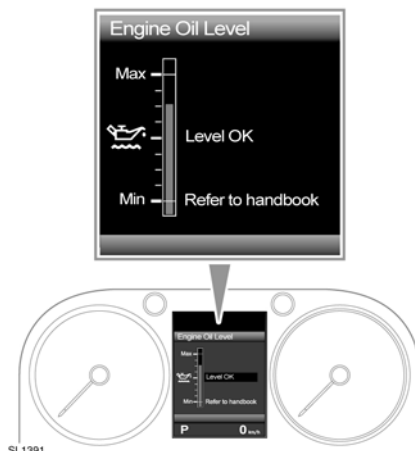 Engine Oil Level
Max
Level OK
Min
Refer to handbook
Engine Oil Level
Max
Level OK
Min
Refer to handbook
P
0 km/h
SL1391